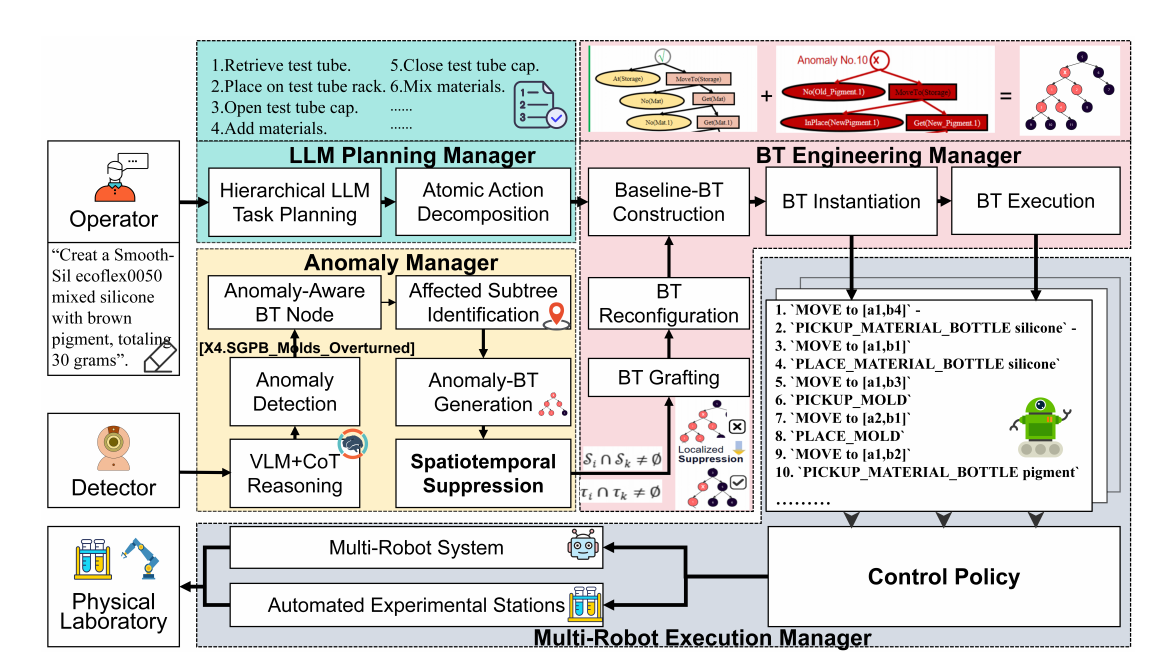 1.Retrieve test tube.
2.Place on test tube rack.
3.Open test tube cap.
4.Add materials.
5.Close test tube cap.
6.Mix materials.
......
......
1
2
3
LLM Planning Manager
Hierarchical LLM
Task Planning
Atomic Action
Decomposition
At(Storage)
MoveTo(Storage)
No(Mat)
Get(Mat)
No(Mat.1)
Get(Mat.1)
+
Anomaly No.10
X
No(Old_Pigment.1)
MoveTo(Storage)
InPlace(NewPigment.1)
Get(New_Pigment.1)
=
BT Engineering Manager
Baseline-BT
Construction
BT Instantiation
BT Execution
BT
Reconfiguration
BT Grafting
Localized
Suppression
𝒮i ∩ 𝒮k ≠ ∅
τi ∩ τk ≠ ∅
...
Operator
“Creat a Smooth-
Sil ecoflex0050
mixed silicone
with brown
pigment, totaling
30 grams”.
Detector
Physical
Laboratory
Anomaly Manager
Anomaly-Aware
BT Node
Affected Subtree
Identification
[X4.SGPB_Molds_Overturned]
Anomaly
Detection
Anomaly-BT
Generation
VLM+CoT
Reasoning
Spatiotemporal
Suppression
1. `MOVE to [a1,b4]` -
2. `PICKUP_MATERIAL_BOTTLE silicone` -
3. `MOVE to [a1,b1]`
4. `PLACE_MATERIAL_BOTTLE silicone`
5. `MOVE to [a1,b3]`
6. `PICKUP_MOLD`
7. `MOVE to [a2,b1]`
8. `PLACE_MOLD`
9. `MOVE to [a1,b2]`
10. `PICKUP_MATERIAL_BOTTLE pigment`
.........
Multi-Robot System
Automated Experimental Stations
Control Policy
Multi-Robot Execution Manager